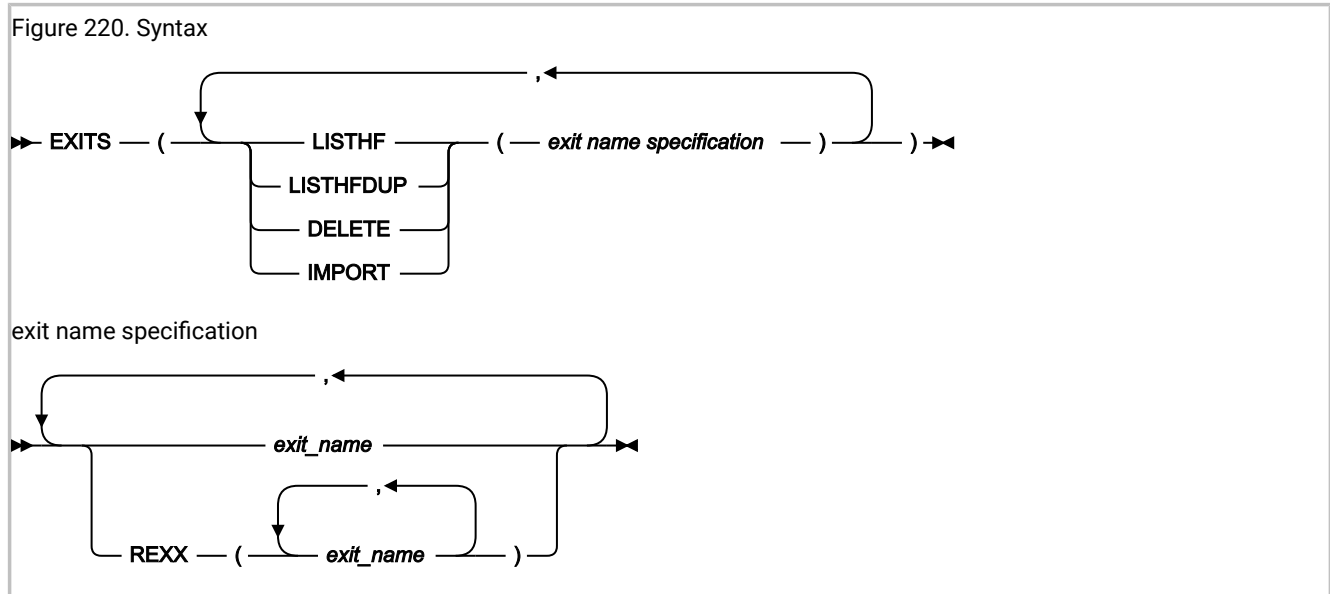 Figure 220. Syntax
,
EXITS ( LISTHF ( exit name specification ) )
LISTHFDUP
DELETE
IMPORT
exit name specification
,
exit_name
,
REXX ( exit_name )